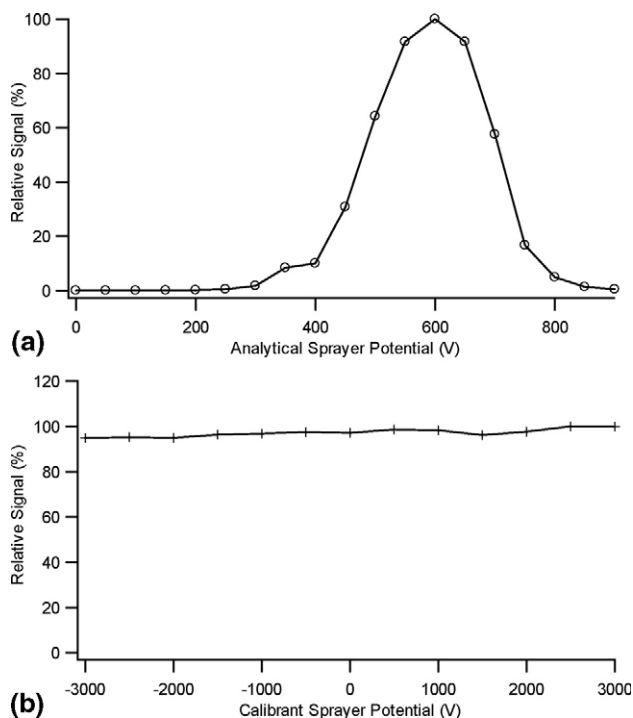 100
80
60
40
20
0
Relative Signal (%)
0 200 400 600 800
Analytical Sprayer Potential (V)
(a)
120
100
80
60
40
20
0
Relative Signal (%)
-3000 -2000 -1000 0 1000 2000 3000
Calibrant Sprayer Potential (V)
(b)